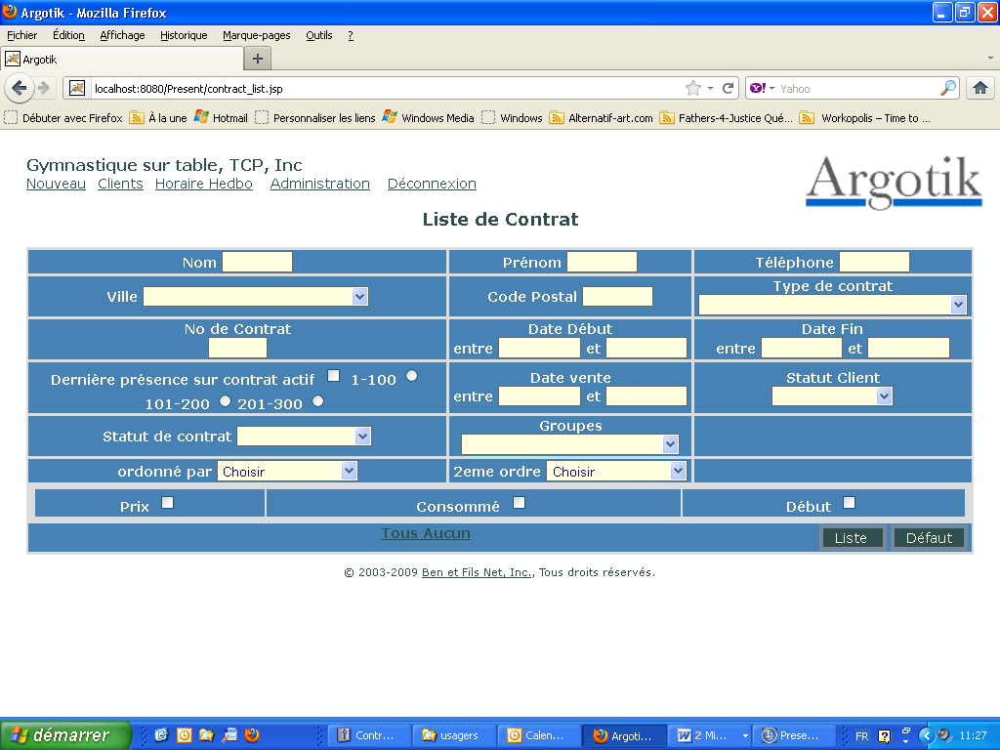 Argotik - Mozilla Firefox
Fichier Édition Affichage Historique Marque-pages Outils ?
Argotik +
localhost:8080/Present/contract_list.jsp Yahoo
Débuter avec Firefox À la une Hotmail Personnaliser les liens Windows Media Windows Alternatif-art.com Fathers-4-Justice Qué... Workopolis – Time to ...
Gymnastique sur table, TCP, Inc
Nouveau Clients Horaire Hedbo Administration Déconnexion
Argotik
Liste de Contrat
Nom Prénom Téléphone
Ville Code Postal Type de contrat
No de Contrat Date Début Date Fin
entre et entre et
Dernière présence sur contrat actif 1-100 Date vente Statut Client
101-200 201-300 entre et
Statut de contrat Groupes
ordonné par Choisir 2eme ordre Choisir
Prix Consommé Début
Tous Aucun Liste Défaut
© 2003-2009 Ben et Fils Net, Inc., Tous droits réservés.
démarrer Contr... usagers Calen... Argoti... 2 Mi... Prese... FR 11:27